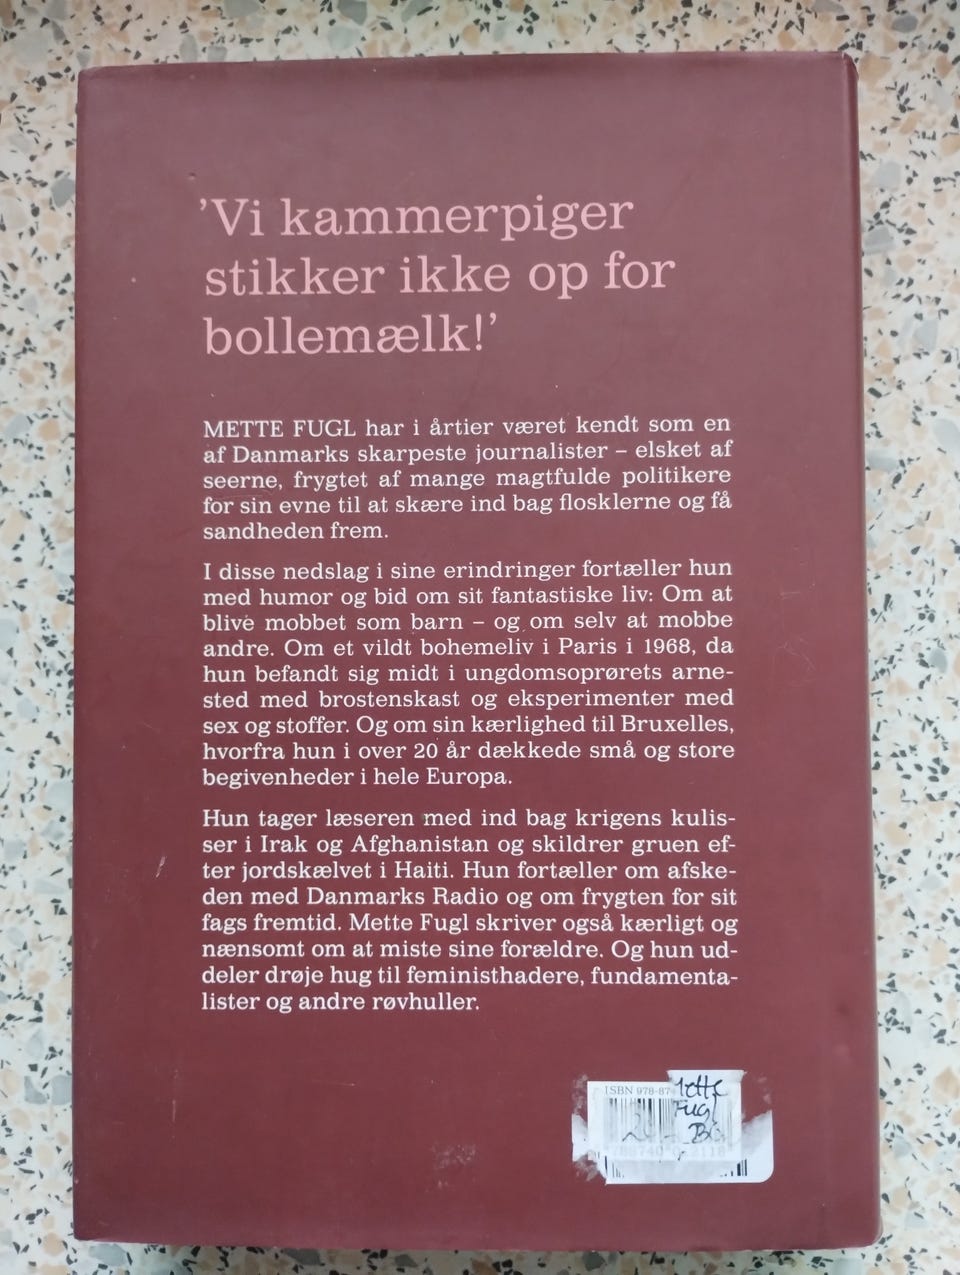 ’Vi kammerpiger
stikker ikke op for
bollemælk!’
METTE FUGL har i årtier været kendt som en
af Danmarks skarpeste journalister – elsket af
seerne, frygtet af mange magtfulde politikere
for sin evne til at skære ind bag flosklerne og få
sandheden frem.
I disse nedslag i sine erindringer fortæller hun
med humor og bid om sit fantastiske liv: Om at
blive mobbet som barn – og om selv at mobbe
andre. Om et vildt bohemeliv i Paris i 1968, da
hun befandt sig midt i ungdomsoprørets arne-
sted med brostenskast og eksperimenter med
sex og stoffer. Og om sin kærlighed til Bruxelles,
hvorfra hun i over 20 år dækkede små og store
begivenheder i hele Europa.
Hun tager læseren med ind bag krigens kulis-
ser i Irak og Afghanistan og skildrer gruen ef-
ter jordskælvet i Haiti. Hun fortæller om afske-
den med Danmarks Radio og om frygten for sit
fags fremtid. Mette Fugl skriver også kærligt og
nænsomt om at miste sine forældre. Og hun ud-
deler drøje hug til feministhadere, fundamenta-
lister og andre røvhuller.
ISBN 978-87
Mette
Fugl